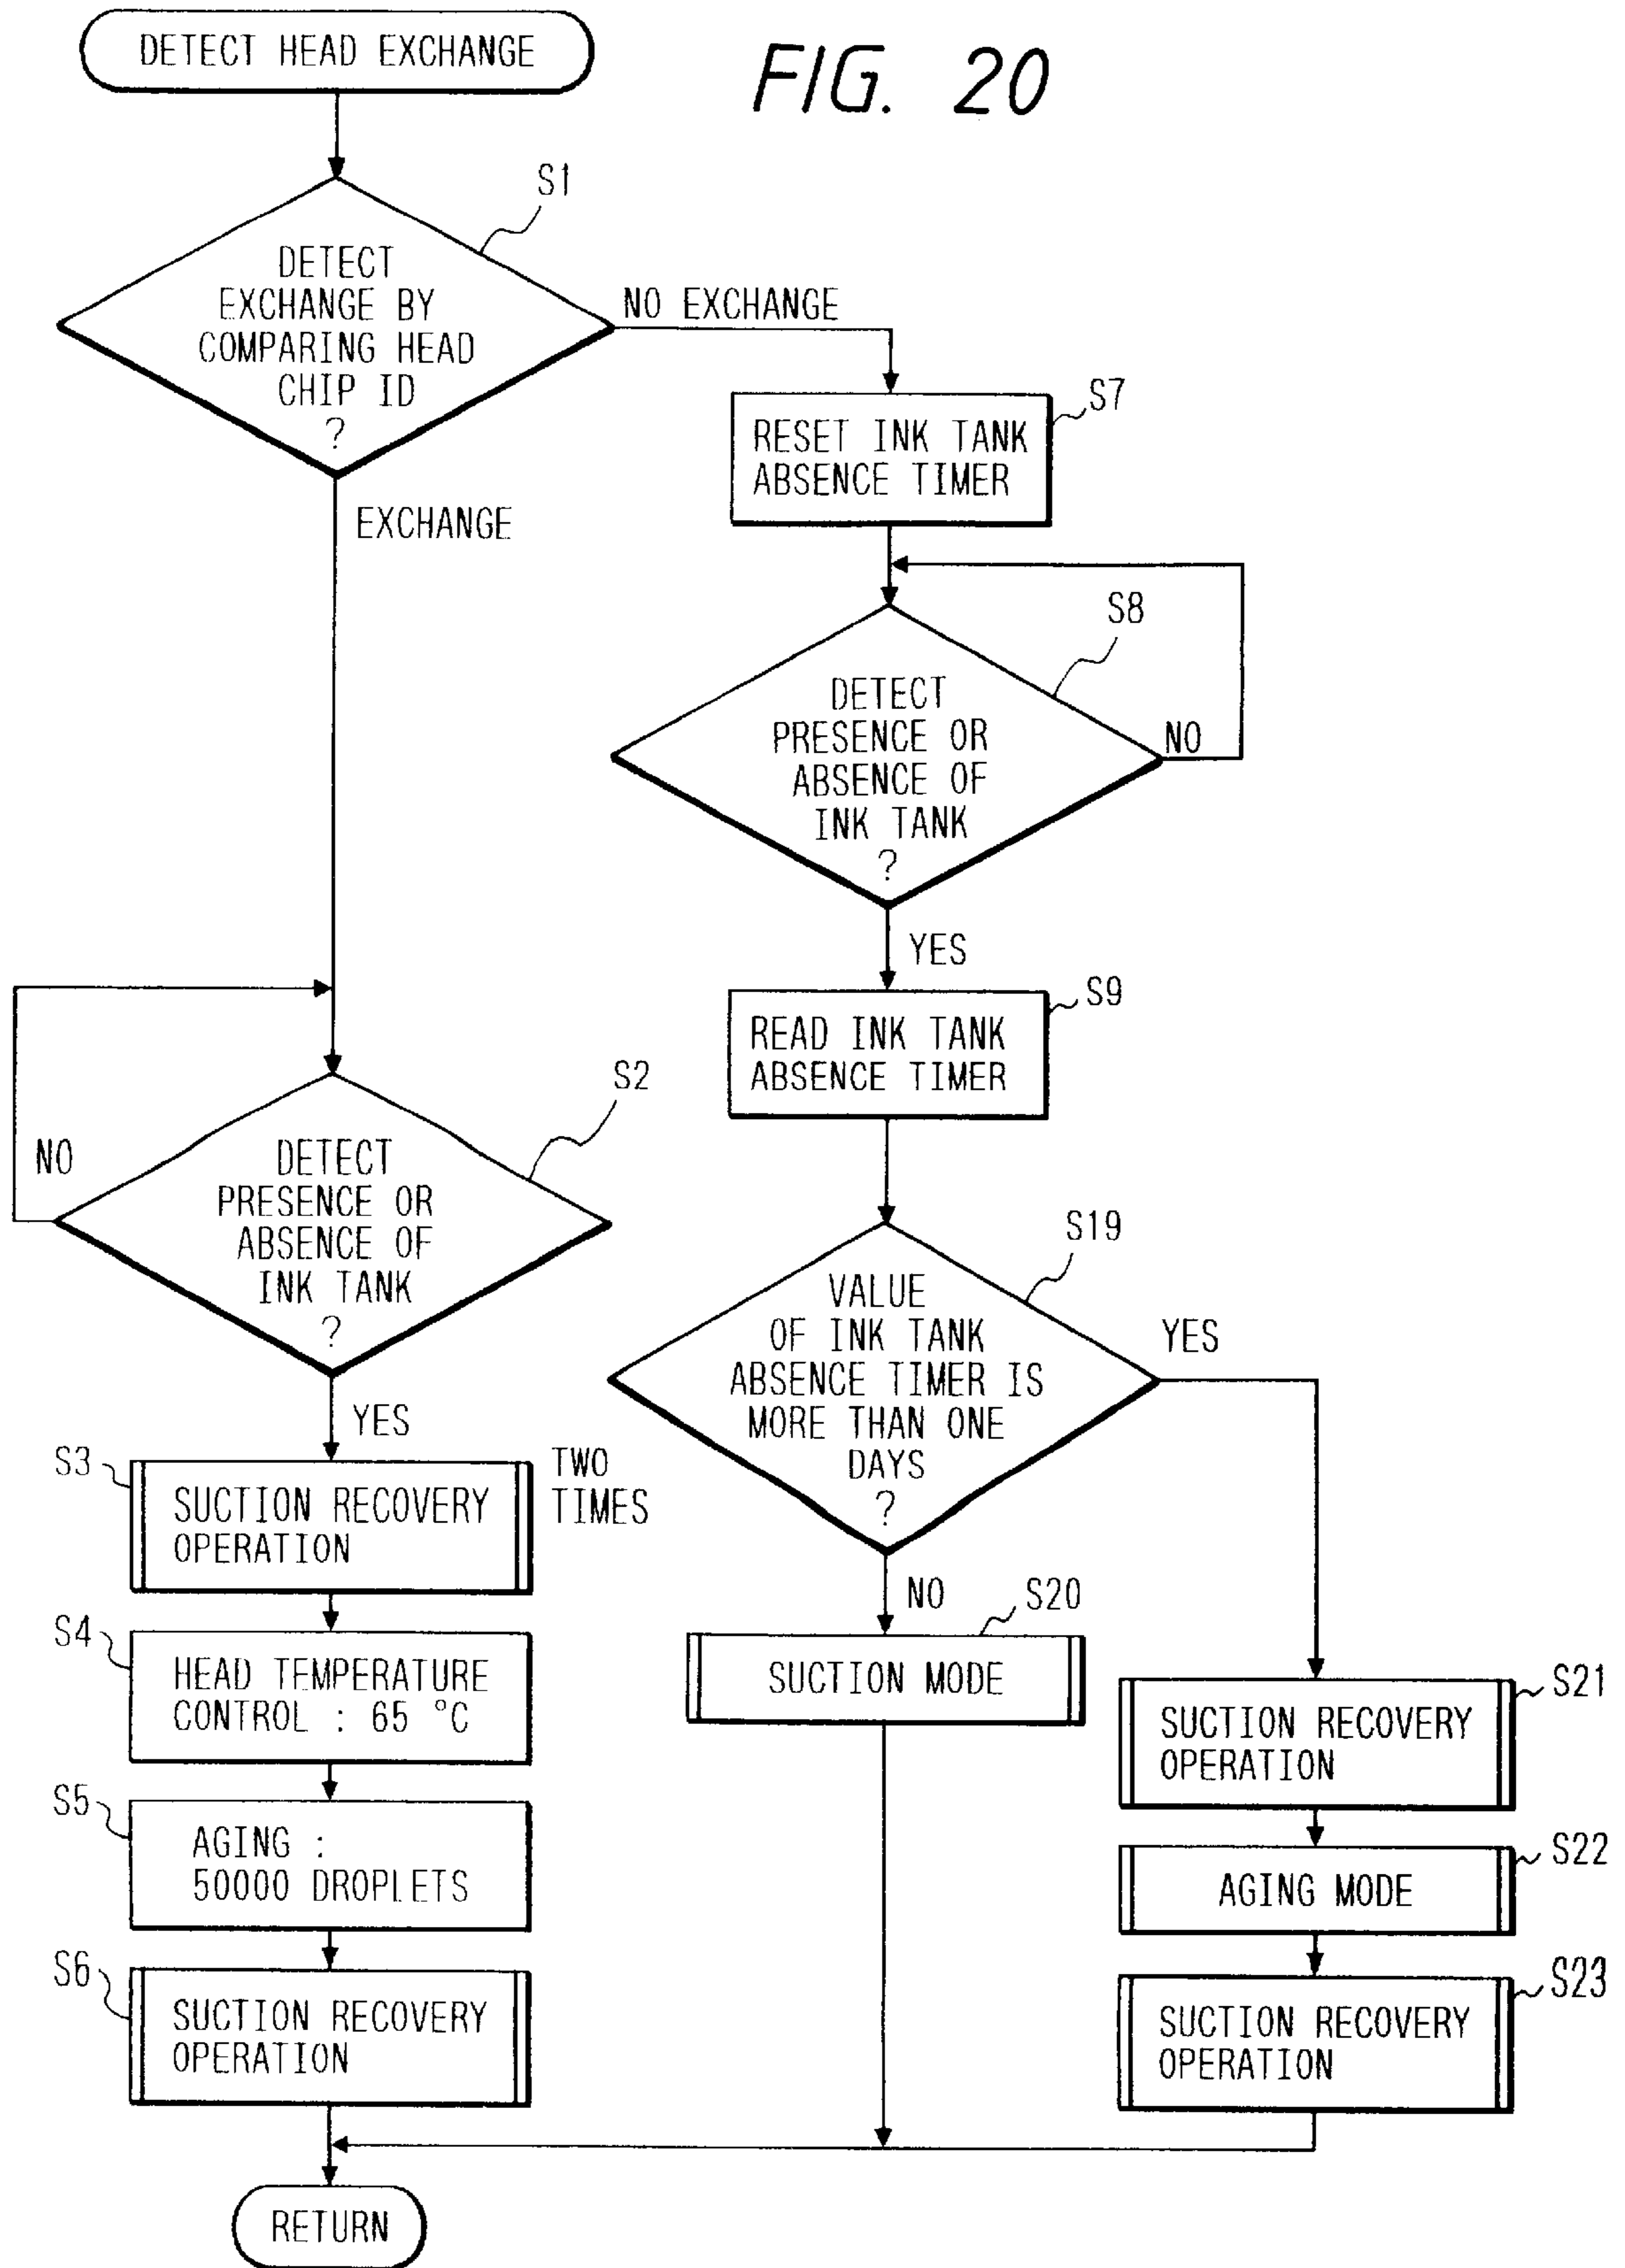 DETECT HEAD EXCHANGE
FIG. 20
S1
DETECT
EXCHANGE BY
COMPARING HEAD
CHIP ID
?
NO EXCHANGE
EXCHANGE
S7
RESET INK TANK
ABSENCE TIMER
S8
DETECT
PRESENCE OR
ABSENCE OF
INK TANK
?
NO
YES
S9
READ INK TANK
ABSENCE TIMER
S2
DETECT
PRESENCE OR
ABSENCE OF
INK TANK
?
NO
YES
S19
VALUE
OF INK TANK
ABSENCE TIMER IS
MORE THAN ONE
DAYS
?
YES
NO
S3
SUCTION RECOVERY
OPERATION
TWO
TIMES
S4
HEAD TEMPERATURE
CONTROL : 65 °C
S5
AGING :
50000 DROPLETS
S6
SUCTION RECOVERY
OPERATION
S20
SUCTION MODE
S21
SUCTION RECOVERY
OPERATION
S22
AGING MODE
S23
SUCTION RECOVERY
OPERATION
RETURN